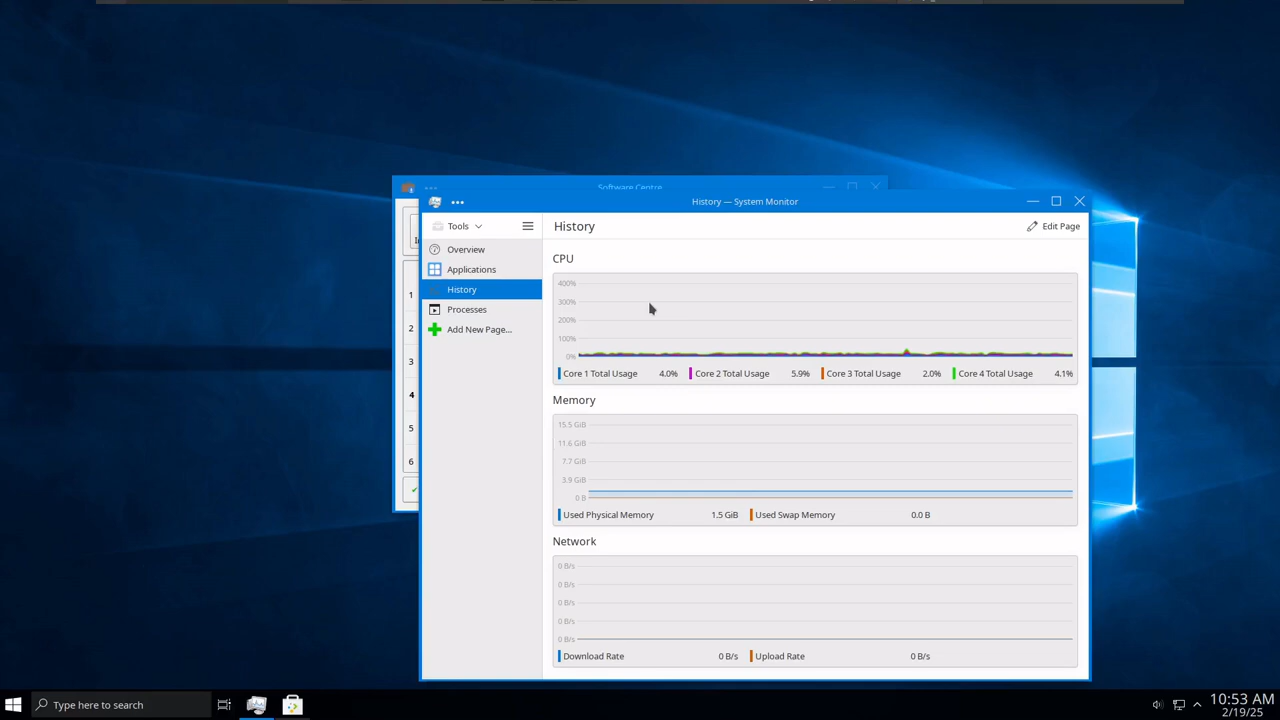 Software Centre
History — System Monitor
Tools
History
Edit Page
Overview
Applications
History
Processes
Add New Page...
1
2
3
4
5
6
CPU
400%
300%
200%
100%
0%
Core 1 Total Usage 4.0% Core 2 Total Usage 5.9% Core 3 Total Usage 2.0% Core 4 Total Usage 4.1%
Memory
15.5 GiB
11.6 GiB
7.7 GiB
3.9 GiB
0 B
Used Physical Memory 1.5 GiB Used Swap Memory 0.0 B
Network
0 B/s
0 B/s
0 B/s
0 B/s
0 B/s
Download Rate 0 B/s Upload Rate 0 B/s
Type here to search
10:53 AM
2/19/25